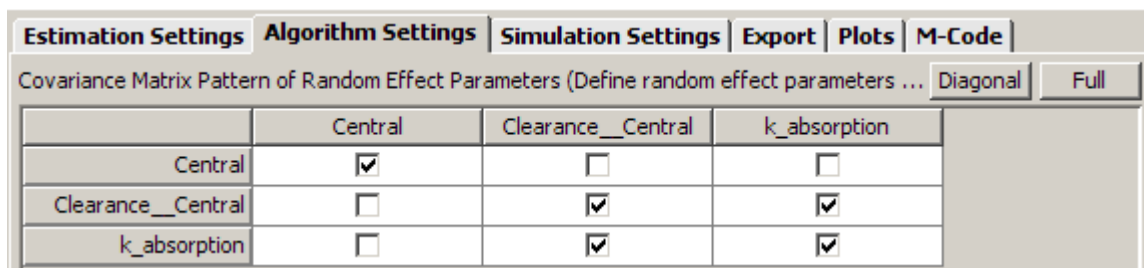 Estimation Settings Algorithm Settings Simulation Settings Export Plots M-Code
Covariance Matrix Pattern of Random Effect Parameters (Define random effect parameters ... Diagonal Full
Central Clearance__Central k_absorption
Central
Clearance__Central
k_absorption